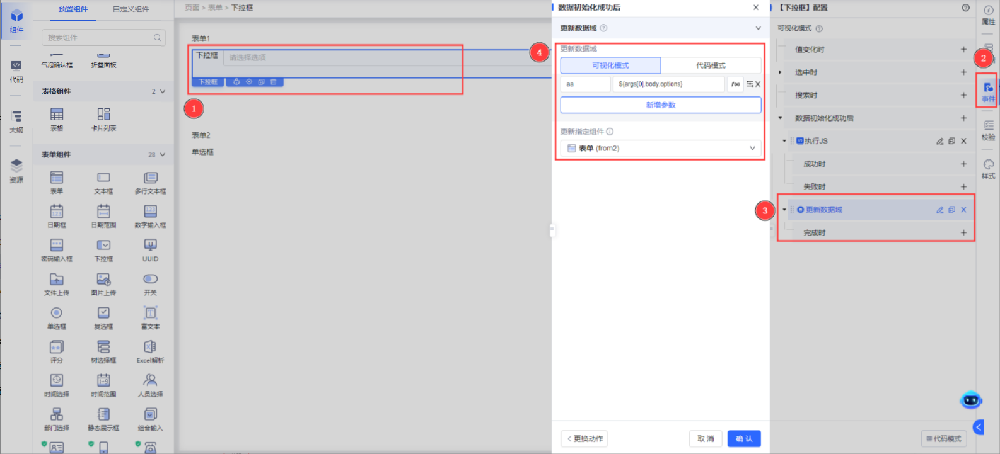 组件
代码
大纲
资源
预置组件
自定义组件
搜索组件
气泡确认框
折叠面板
表格组件
2
表格
卡片列表
表单组件
28
表单
文本框
多行文本框
日期框
日期范围
数字输入框
密码输入框
下拉框
UUID
文件上传
图片上传
开关
单选框
复选框
富文本
评分
树选择框
Excel解析
时间选择
时间范围
人员选择
部门选择
静态展示框
组合输入
页面 > 表单 > 下拉框
表单1
下拉框
请选择选项
下拉框
1
表单2
单选框
数据初始化成功后
更新数据域
4
更新数据域
可视化模式
代码模式
aa
${args[0].body.options}
f(x)
新增参数
更新指定组件
表单 (from2)
更换动作
取 消
确 认
【下拉框】配置
可视化模式
值变化时
选中时
搜索时
数据初始化成功后
执行JS
成功时
失败时
3
更新数据域
完成时
代码模式
属性
2
事件
校验
样式